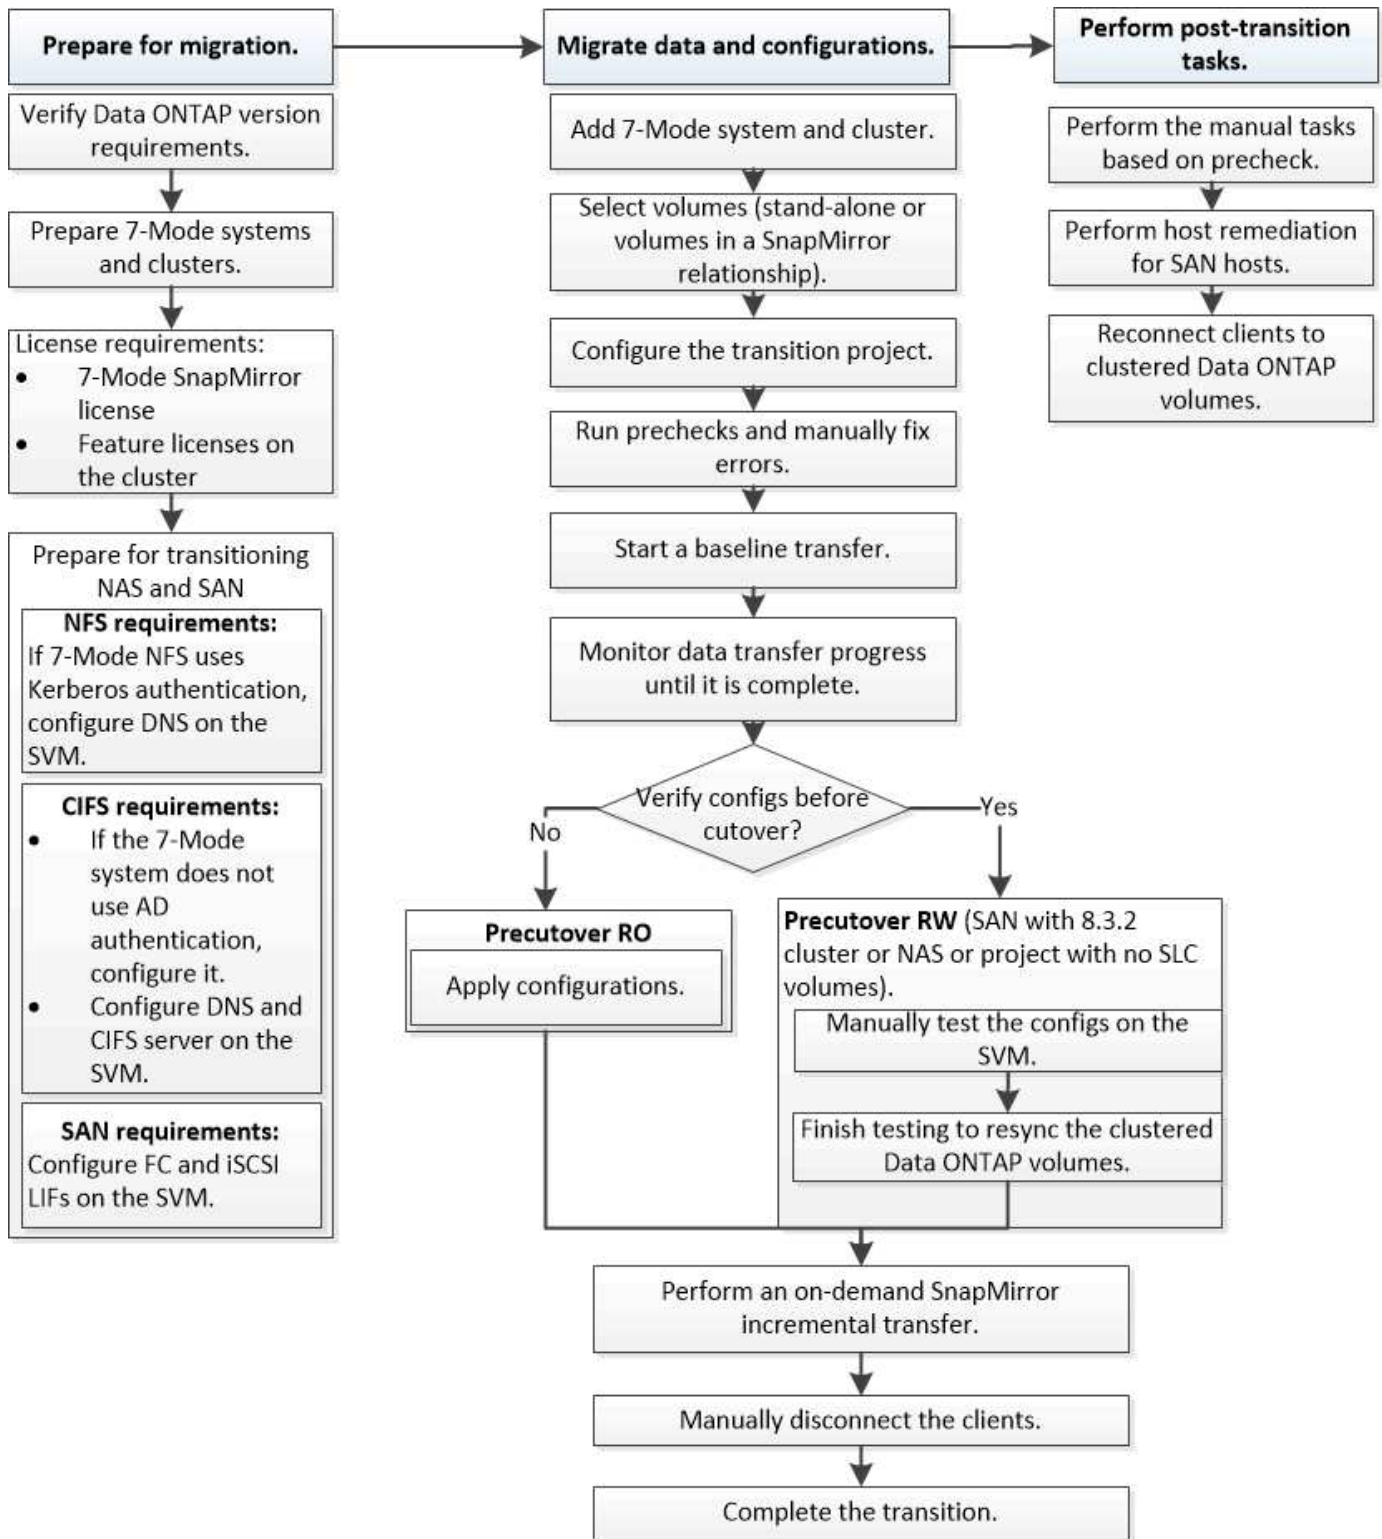 Prepare for migration.
Verify Data ONTAP version
requirements.
Prepare 7-Mode systems
and clusters.
License requirements:
• 7-Mode SnapMirror
license
• Feature licenses on
the cluster
Prepare for transitioning
NAS and SAN
NFS requirements:
If 7-Mode NFS uses
Kerberos authentication,
configure DNS on the
SVM.
CIFS requirements:
• If the 7-Mode
system does not
use AD
authentication,
configure it.
• Configure DNS and
CIFS server on the
SVM.
SAN requirements:
Configure FC and iSCSI
LIFs on the SVM.
Migrate data and configurations.
Add 7-Mode system and cluster.
Select volumes (stand-alone or
volumes in a SnapMirror
relationship).
Configure the transition project.
Run prechecks and manually fix
errors.
Start a baseline transfer.
Monitor data transfer progress
until it is complete.
Verify configs before
cutover?
No
Yes
Precutover RO
Apply configurations.
Precutover RW (SAN with 8.3.2
cluster or NAS or project with no SLC
volumes).
Manually test the configs on the
SVM.
Finish testing to resync the clustered
Data ONTAP volumes.
Perform an on-demand SnapMirror
incremental transfer.
Manually disconnect the clients.
Complete the transition.
Perform post-transition
tasks.
Perform the manual tasks
based on precheck.
Perform host remediation
for SAN hosts.
Reconnect clients to
clustered Data ONTAP
volumes.